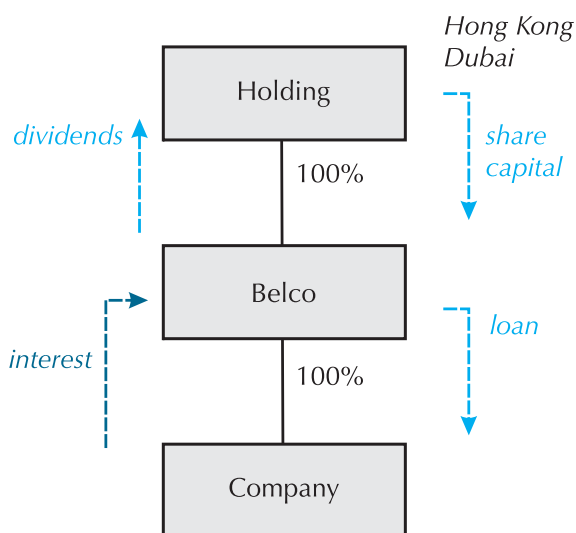 Hong Kong
Dubai
Holding
dividends
share
capital
100%
Belco
loan
interest
100%
Company